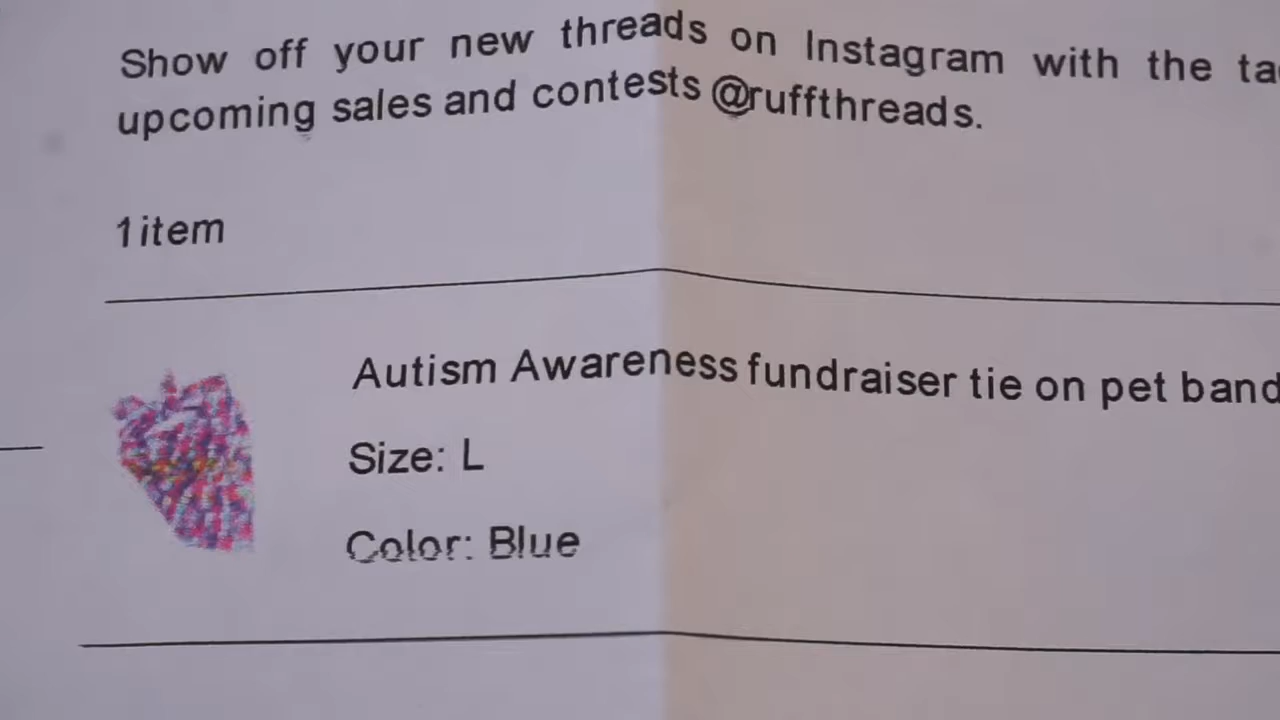 Show off your new threads on Instagram with the
upcoming sales and contests @ruffthreads.
1 item
Autism Awareness fundraiser tie on pet band
Size: L
Color: Blue